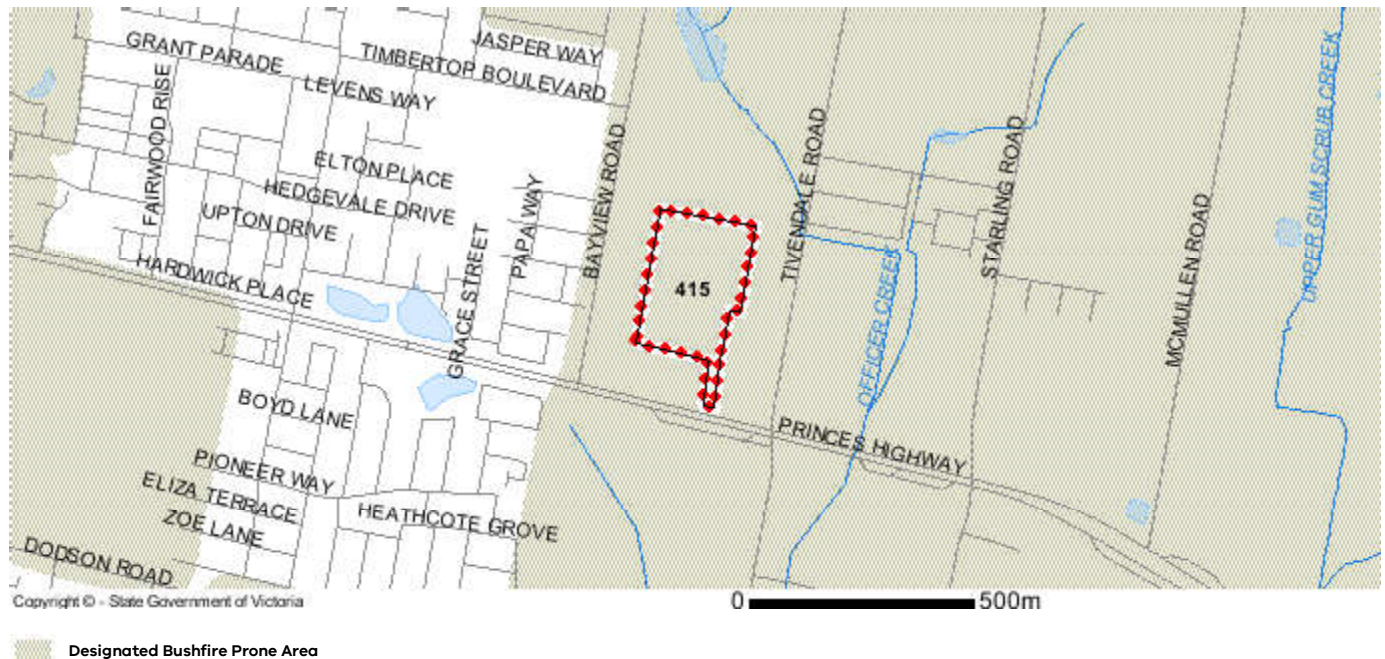 JASPER WAY
GRANT PARADE
TIMBERTOP BOULEVARD
LEVENS WAY
FAIRWOOD RISE
ELTON PLACE
HEDGEVALE DRIVE
UPTON DRIVE
PAPA WAY
BAYVIEW ROAD
TIVENDALE ROAD
STARLING ROAD
MCMULLEN ROAD
UPPER GUM SCRUB CREEK
HARDWICK PLACE
GRACE STREET
415
OFFICER CREEK
BOYD LANE
PRINCES HIGHWAY
PIONEER WAY
ELIZA TERRACE
ZOE LANE
HEATHCOTE GROVE
DODSON ROAD
Copyright © - State Government of Victoria
0 500m
Designated Bushfire Prone Area